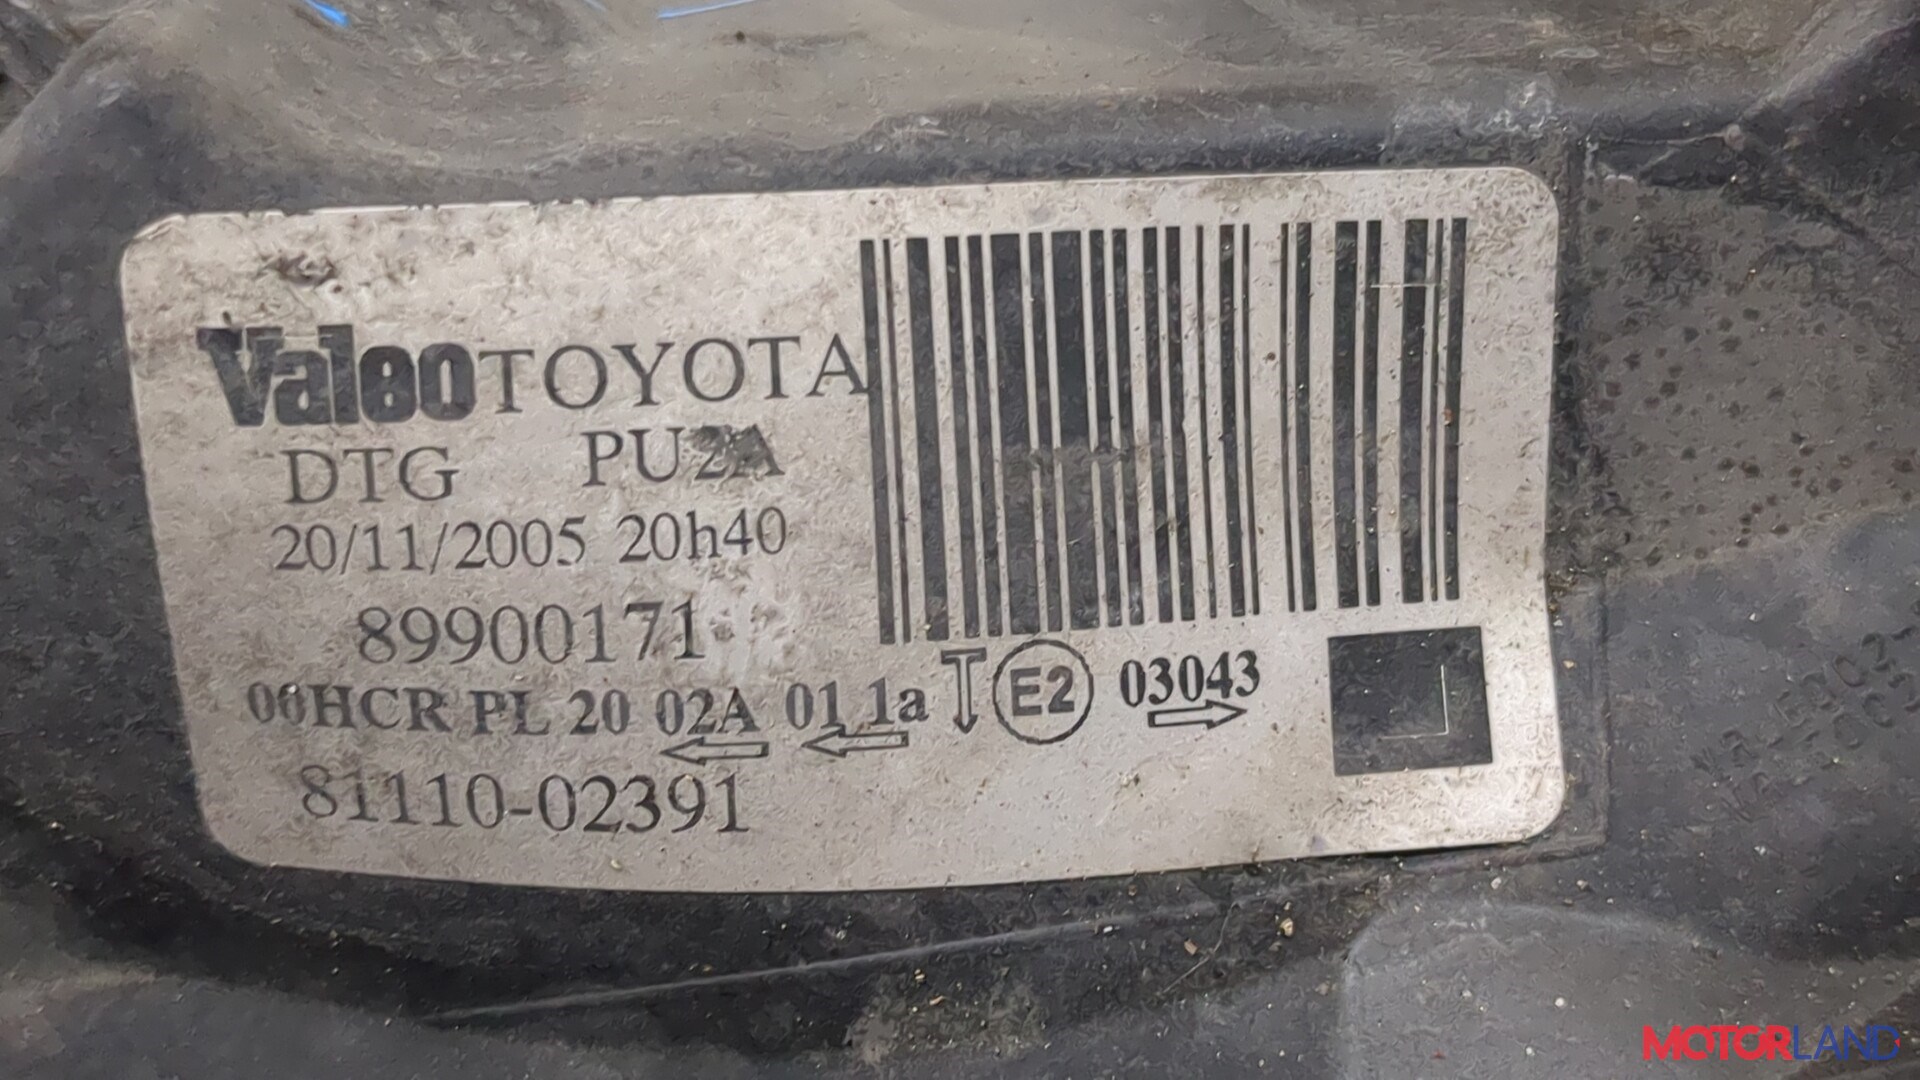 Valeo TOYOTA
DTG PU2A
20/11/2005 20h40
89900171
00HCR PL 20 02A 01 1a E2 03043
81110-02391
MOTORLAND